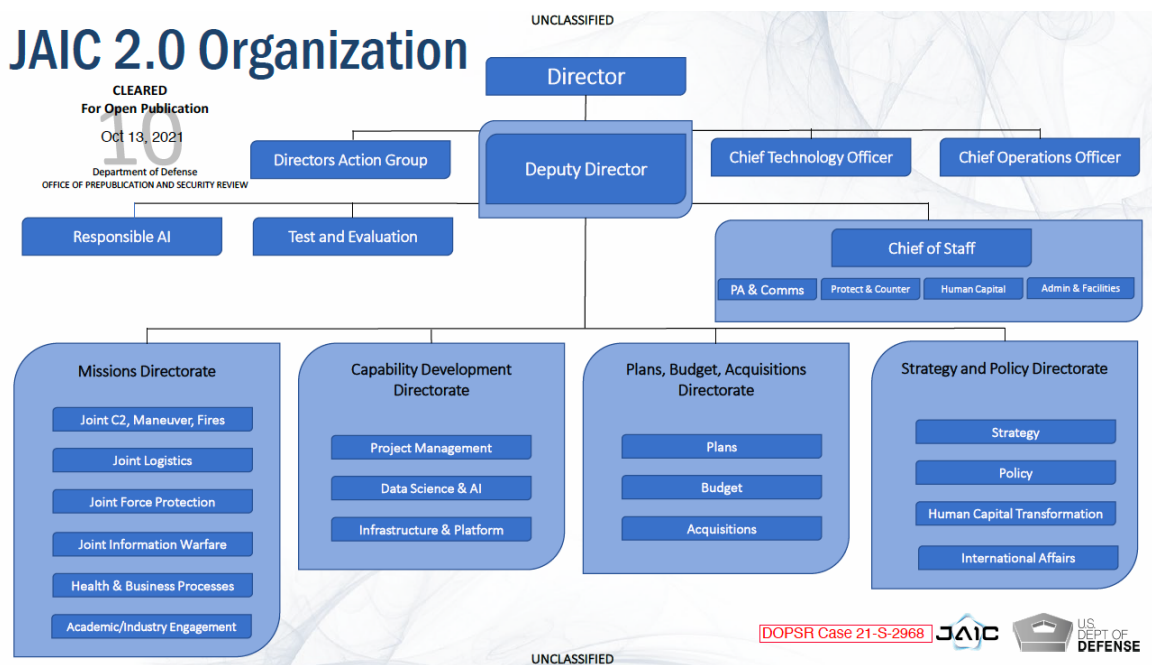 UNCLASSIFIED
JAIC 2.0 Organization
CLEARED
For Open Publication
10
Oct 13, 2021
Department of Defense
OFFICE OF PREPUBLICATION AND SECURITY REVIEW
Director
Directors Action Group
Deputy Director
Chief Technology Officer
Chief Operations Officer
Responsible AI
Test and Evaluation
Chief of Staff
PA & Comms
Protect & Counter
Human Capital
Admin & Facilities
Missions Directorate
Joint C2, Maneuver, Fires
Joint Logistics
Joint Force Protection
Joint Information Warfare
Health & Business Processes
Academic/Industry Engagement
Capability Development
Directorate
Project Management
Data Science & AI
Infrastructure & Platform
Plans, Budget, Acquisitions
Directorate
Plans
Budget
Acquisitions
Strategy and Policy Directorate
Strategy
Policy
Human Capital Transformation
International Affairs
DOPSR Case 21-S-2968
JAIC
U.S.
DEPT OF
DEFENSE
UNCLASSIFIED